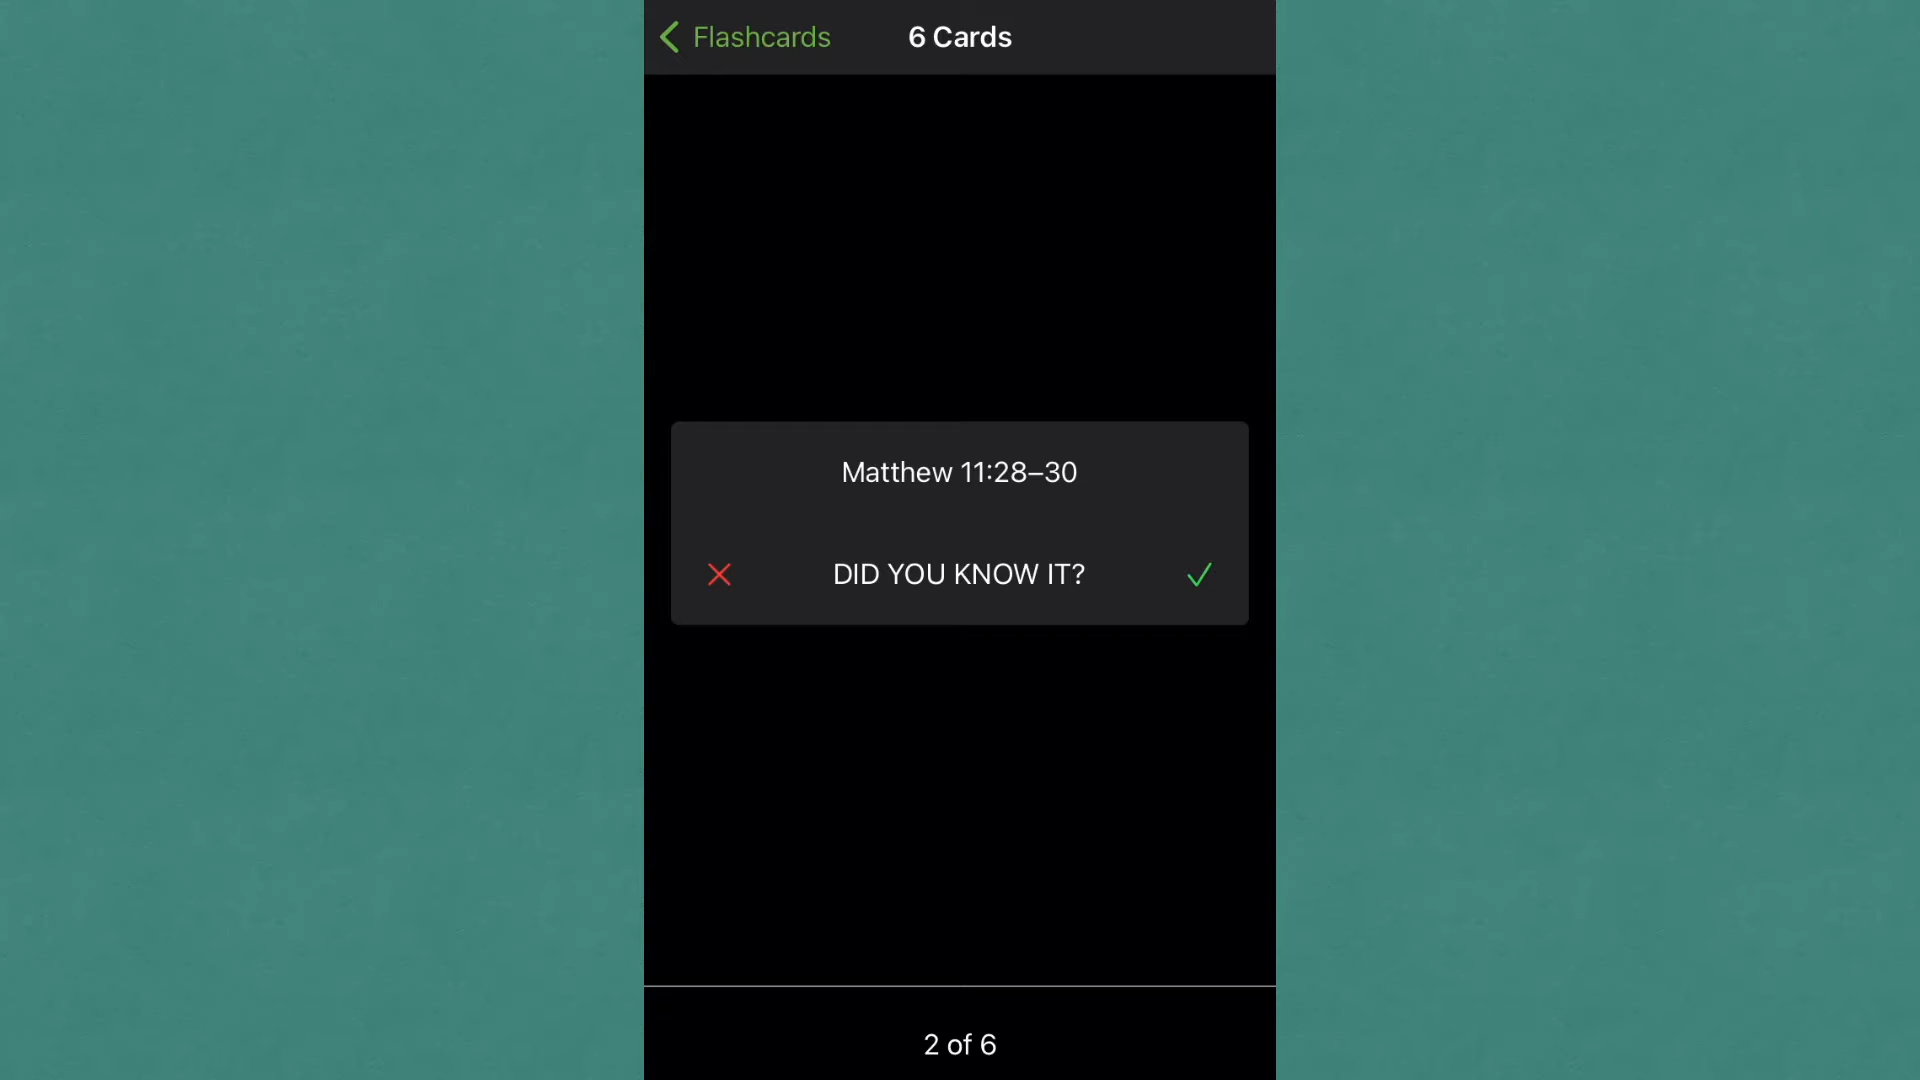 Flashcards
6 Cards
Matthew 11:28–30
DID YOU KNOW IT?
2 of 6